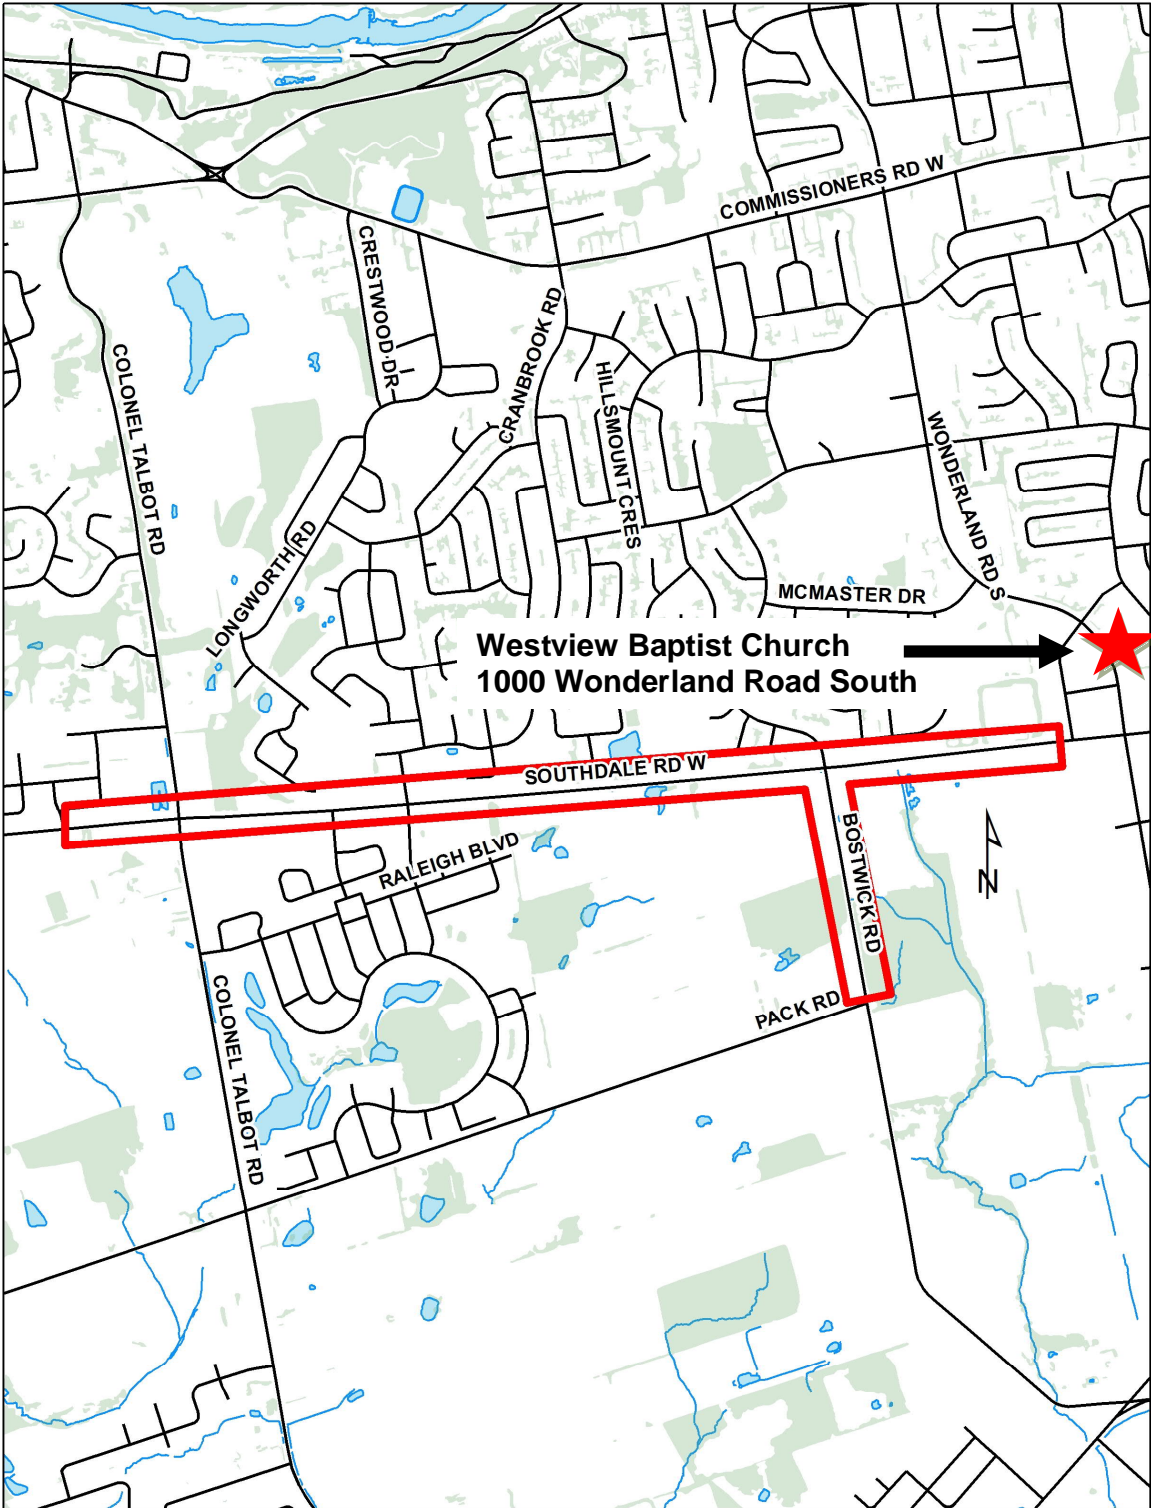 COMMISSIONERS RD W
CRESTWOOD DR
CRANBROOK RD
COLONEL TALBOT RD
HILLSMOUNT CRES
WONDERLAND RD S
LONGWORTH RD
MCMASTER DR
Westview Baptist Church
1000 Wonderland Road South
SOUTHDALE RD W
RALEIGH BLVD
BOSTWICK RD
N
PACK RD
COLONEL TALBOT RD